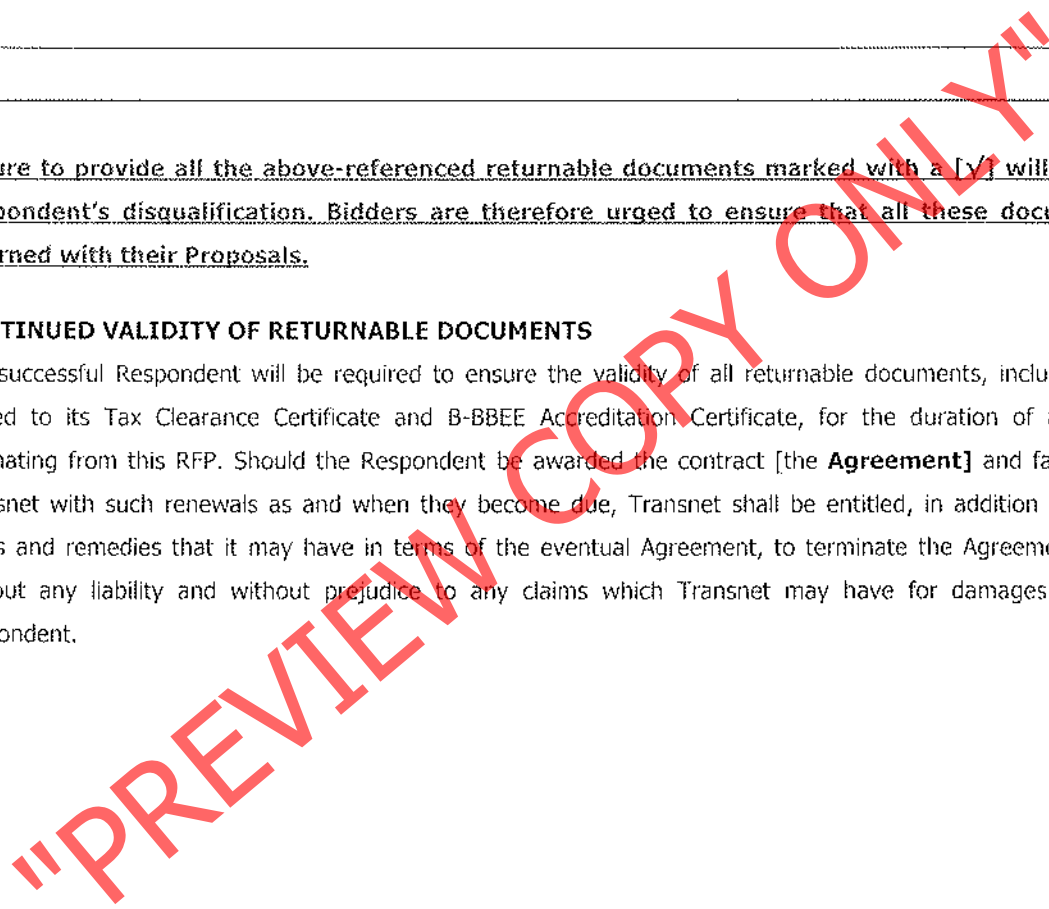 ure to provide all the above-referenced returnable documents marked with a [√] will
pondent's disqualification. Bidders are therefore urged to ensure that all these docu
rned with their Proposals.
TINUED VALIDITY OF RETURNABLE DOCUMENTS
successful Respondent will be required to ensure the validity of all returnable documents, inclu
ed to its Tax Clearance Certificate and B-BBEE Accreditation Certificate, for the duration of a
nating from this RFP. Should the Respondent be awarded the contract [the Agreement] and fa
snet with such renewals as and when they become due, Transnet shall be entitled, in addition
s and remedies that it may have in terms of the eventual Agreement, to terminate the Agreeme
out any liability and without prejudice to any claims which Transnet may have for damages
ondent.
"PREVIEW COPY ONLY"